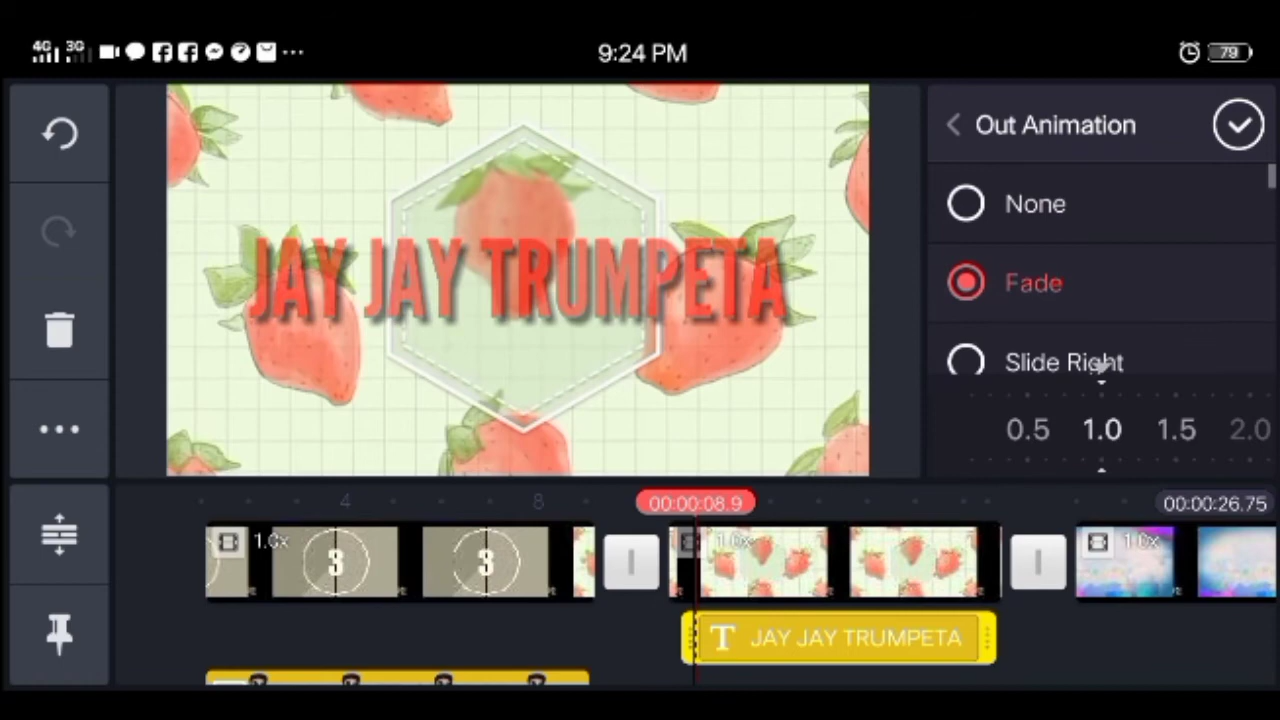 4G 3G 9:24 PM 79
Out Animation
None
JAY JAY TRUMPETA
Fade
Slide Right
0.5 1.0 1.5 2.0
4 8 00:00:08.9 00:00:26.75
1.0x 1.0x 1.0x
3 3
T JAY JAY TRUMPETA